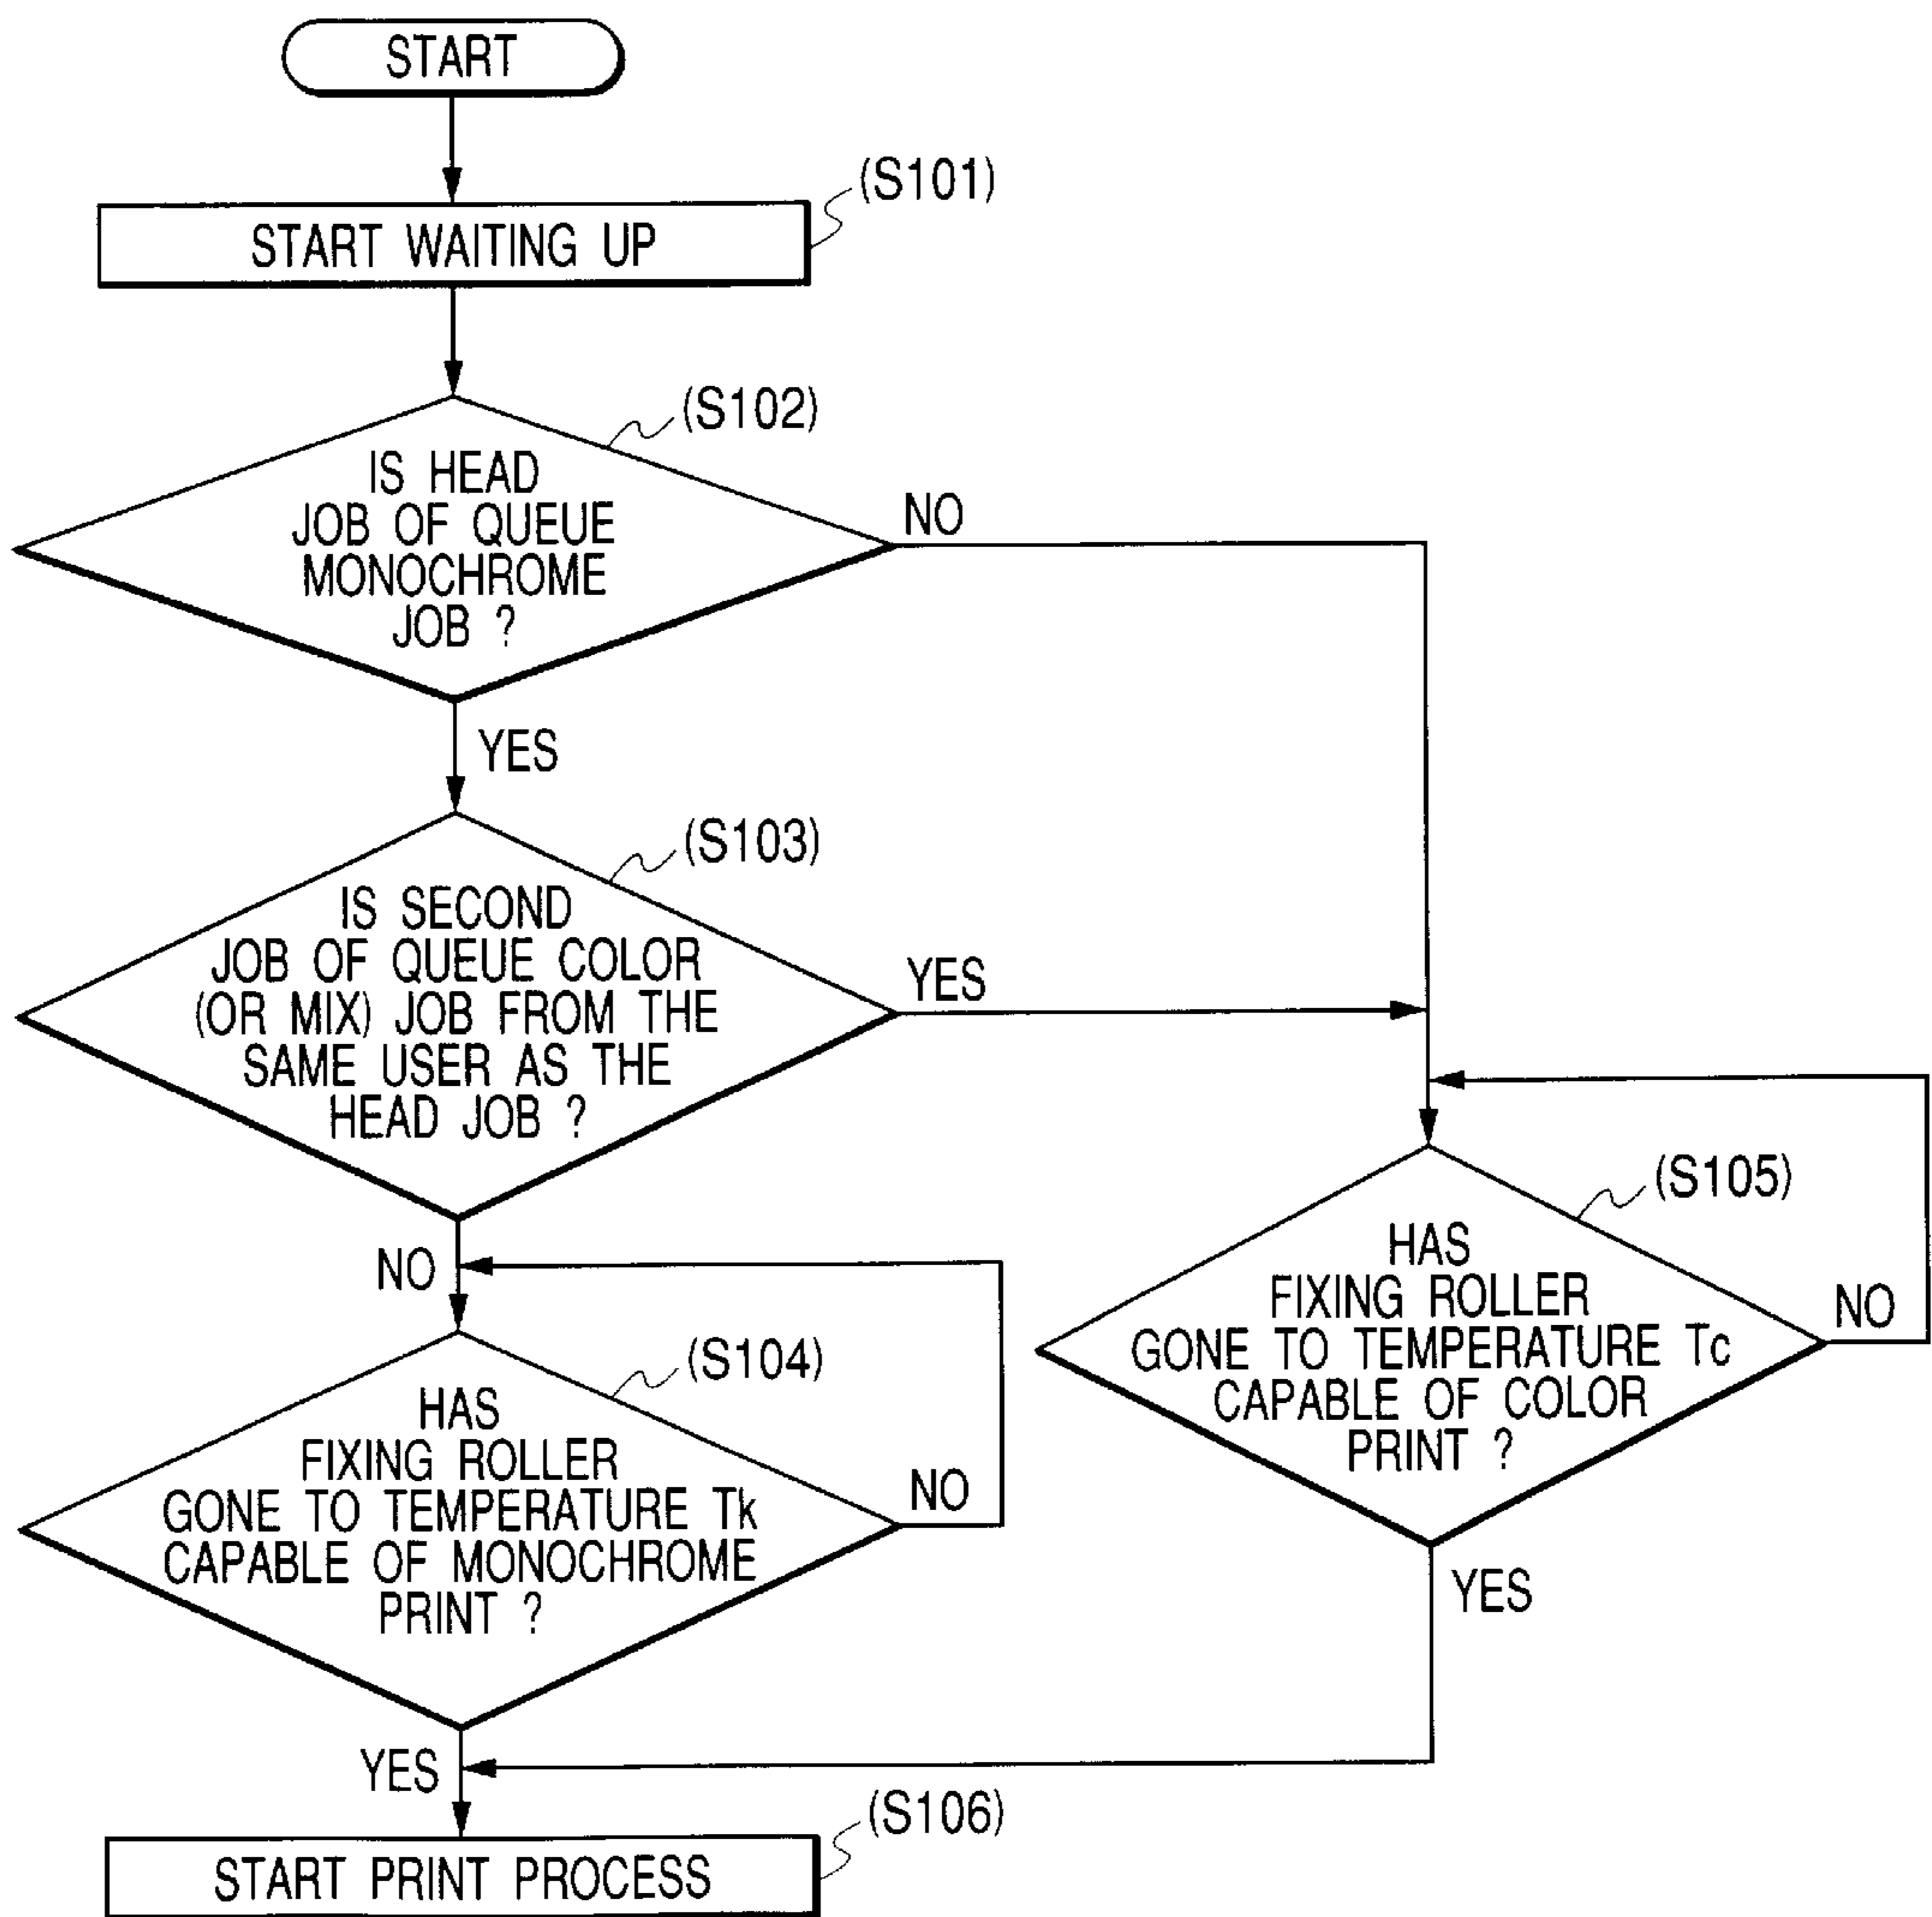 START
(S101)
START WAITING UP
(S102)
IS HEAD
JOB OF QUEUE
MONOCHROME
JOB ?
NO
YES
(S103)
IS SECOND
JOB OF QUEUE COLOR
(OR MIX) JOB FROM THE
SAME USER AS THE
HEAD JOB ?
YES
NO
(S104)
HAS
FIXING ROLLER
GONE TO TEMPERATURE Tk
CAPABLE OF MONOCHROME
PRINT ?
NO
YES
(S105)
HAS
FIXING ROLLER
GONE TO TEMPERATURE Tc
CAPABLE OF COLOR
PRINT ?
NO
YES
(S106)
START PRINT PROCESS